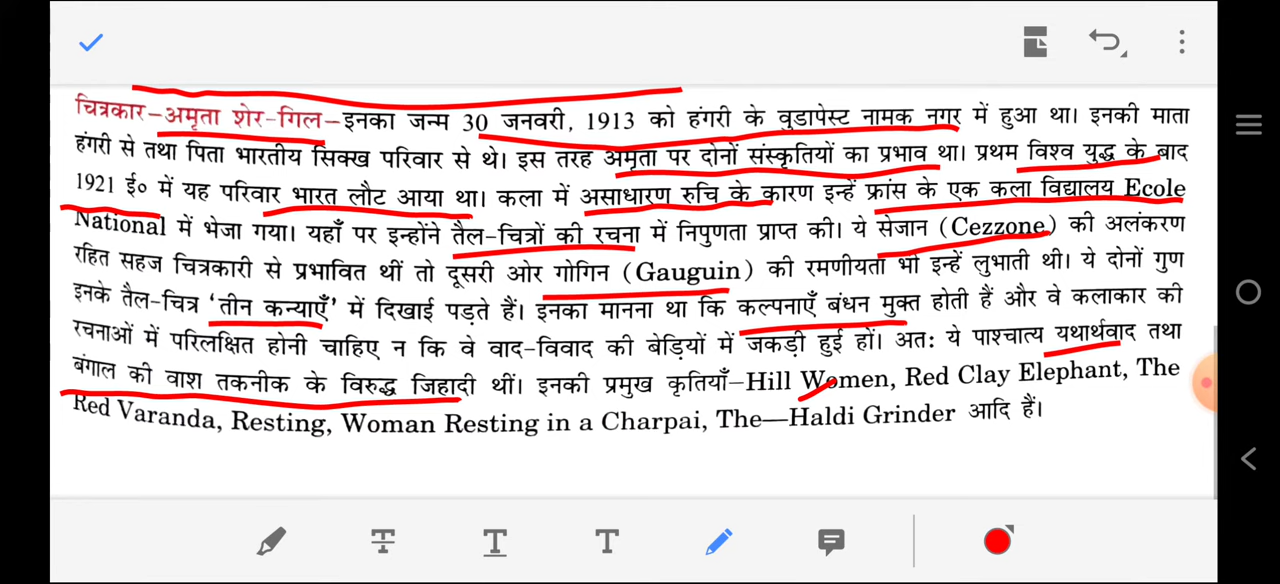 चित्रकार–अमृता शेर-गिल–इनका जन्म 30 जनवरी, 1913 को हंगरी के वुडापेस्ट नामक नगर में हुआ था। इनकी माता
हंगरी से तथा पिता भारतीय सिक्ख परिवार से थे। इस तरह अमृता पर दोनों संस्कृतियों का प्रभाव था। प्रथम विश्व युद्ध के बाद
1921 ई० में यह परिवार भारत लौट आया था। कला में असाधारण रुचि के कारण इन्हें फ्रांस के एक कला विद्यालय Ecole
National में भेजा गया। यहाँ पर इन्होंने तैल-चित्रों की रचना में निपुणता प्राप्त की। ये सेजान (Cezzone) की अलंकरण
रहित सहज चित्रकारी से प्रभावित थीं तो दूसरी ओर गोगिन (Gauguin) की रमणीयता भी इन्हें लुभाती थी। ये दोनों गुण
इनके तैल-चित्र 'तीन कन्याएँ' में दिखाई पड़ते हैं। इनका मानना था कि कल्पनाएँ बंधन मुक्त होती हैं और वे कलाकार की
रचनाओं में परिलक्षित होनी चाहिए न कि वे वाद-विवाद की बेड़ियों में जकड़ी हुई हों। अत: ये पाश्चात्य यथार्थवाद तथा
बंगाल की वाश तकनीक के विरुद्ध जिहादी थीं। इनकी प्रमुख कृतियाँ–Hill Women, Red Clay Elephant, The
Red Varanda, Resting, Woman Resting in a Charpai, The—Haldi Grinder आदि हैं।